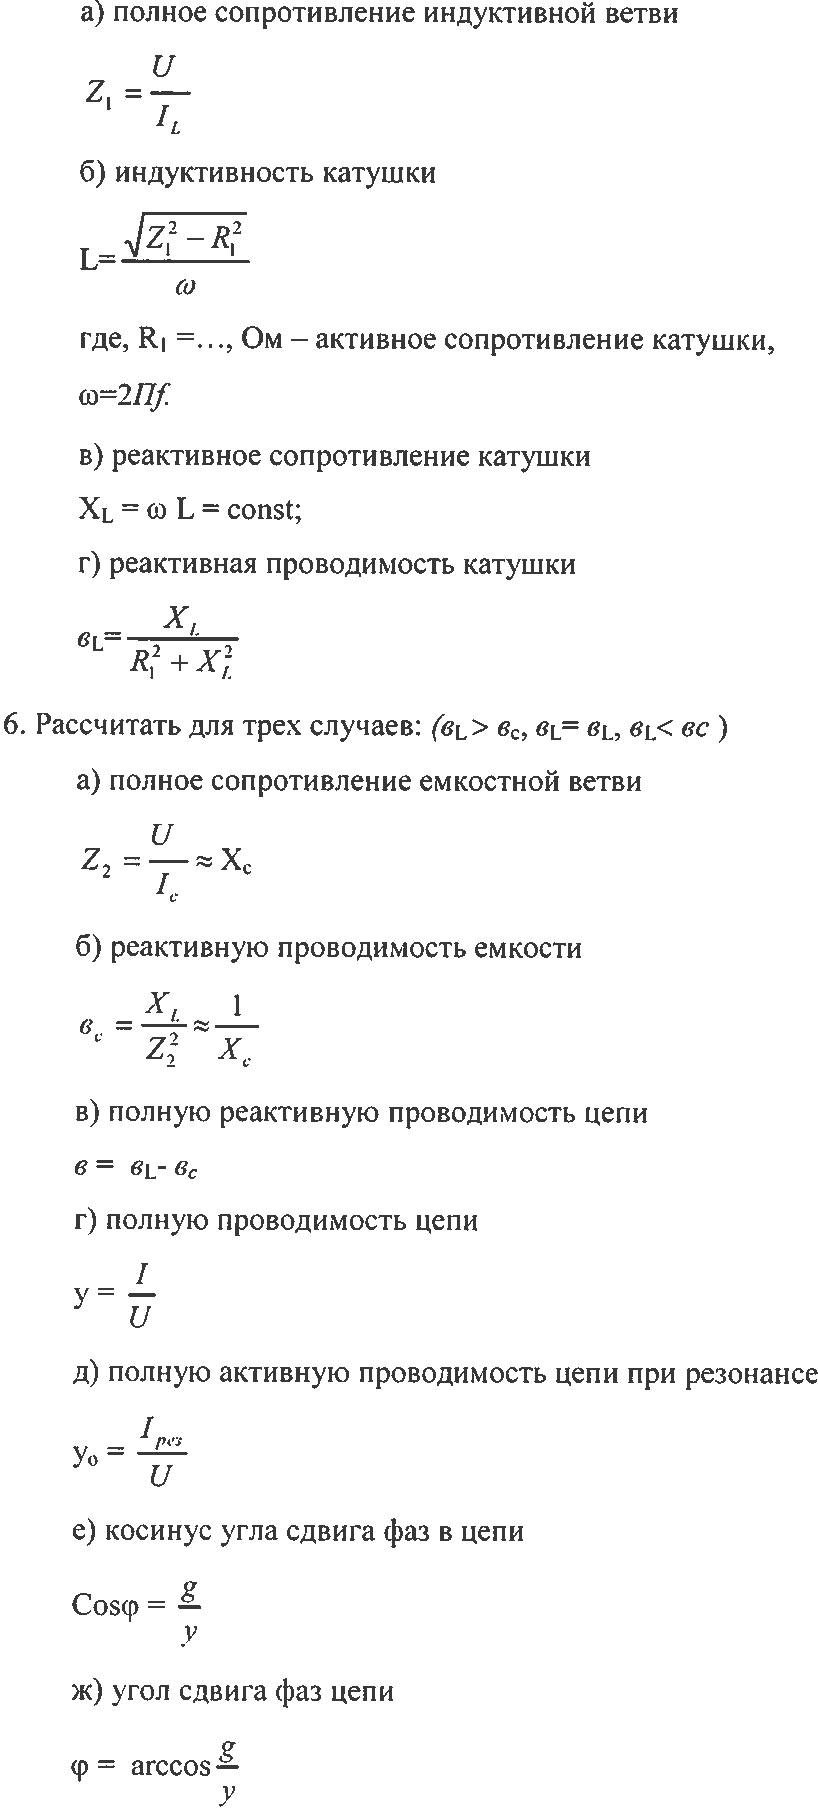 а) полное сопротивление индуктивной ветви
Z₁ = U / I_L
б) индуктивность катушки
L= √(Z₁² − R₁²) / ω
где, R₁ =…, Ом – активное сопротивление катушки,
ω=2Пf.
в) реактивное сопротивление катушки
X_L = ω L = const;
г) реактивная проводимость катушки
в_L= X_L / (R₁² + X_L²)
6. Рассчитать для трех случаев: (в_L > в_с, в_L= в_L, в_L< вс )
а) полное сопротивление емкостной ветви
Z₂ = U / I_c ≈ X_c
б) реактивную проводимость емкости
в_c = X_L / Z₂² ≈ 1 / X_c
в) полную реактивную проводимость цепи
в = в_L- в_c
г) полную проводимость цепи
y = I / U
д) полную активную проводимость цепи при резонансе
y_o = I_рез / U
е) косинус угла сдвига фаз в цепи
Cosφ = g / y
ж) угол сдвига фаз цепи
φ = arccos g / y